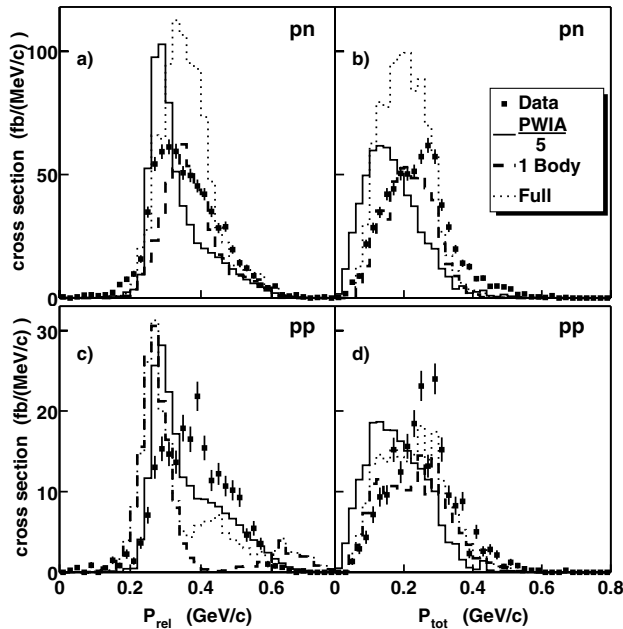 pn
pn
a)
b)
100
50
0
cross section (fb/(MeV/c))
Data
PWIA
5
1 Body
Full
pp
pp
c)
d)
30
20
10
0
cross section (fb/(MeV/c))
0 0.2 0.4 0.6 0 0.2 0.4 0.6 0.8
P_rel (GeV/c) P_tot (GeV/c)